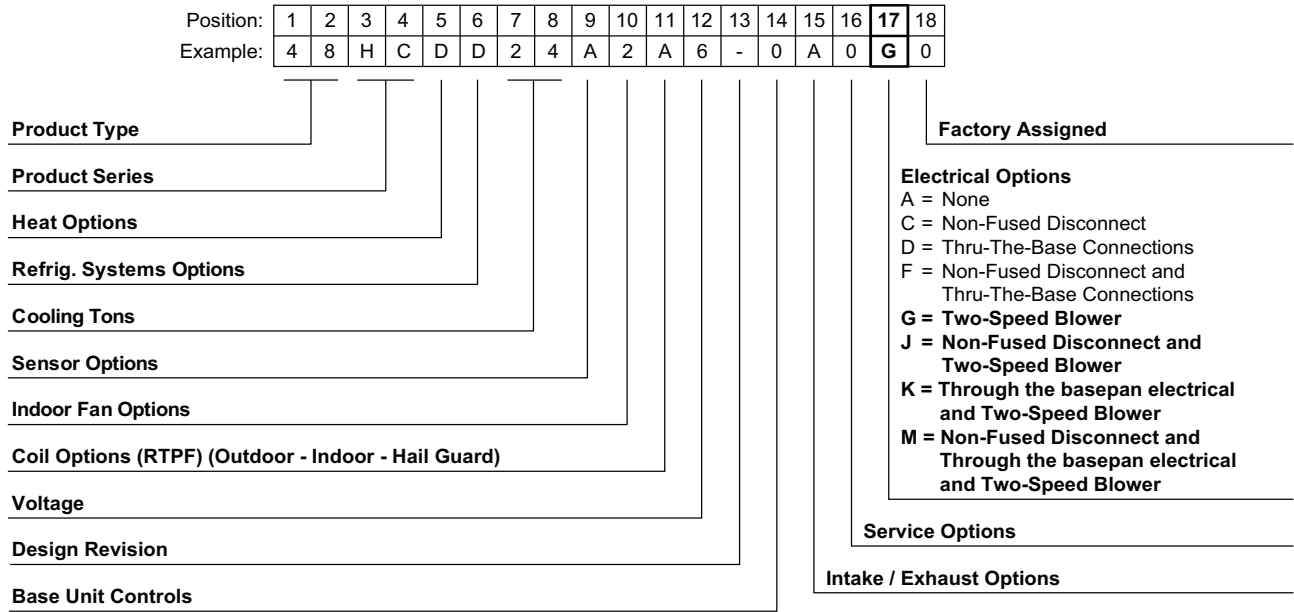 Position: 1 2 3 4 5 6 7 8 9 10 11 12 13 14 15 16 17 18
Example: 4 8 H C D D 2 4 A 2 A 6 - 0 A 0 G 0
Product Type
Product Series
Heat Options
Refrig. Systems Options
Cooling Tons
Sensor Options
Indoor Fan Options
Coil Options (RTPF) (Outdoor - Indoor - Hail Guard)
Voltage
Design Revision
Base Unit Controls
Factory Assigned
Electrical Options
A = None
C = Non-Fused Disconnect
D = Thru-The-Base Connections
F = Non-Fused Disconnect and
Thru-The-Base Connections
G = Two-Speed Blower
J = Non-Fused Disconnect and
Two-Speed Blower
K = Through the basepan electrical
and Two-Speed Blower
M = Non-Fused Disconnect and
Through the basepan electrical
and Two-Speed Blower
Service Options
Intake / Exhaust Options